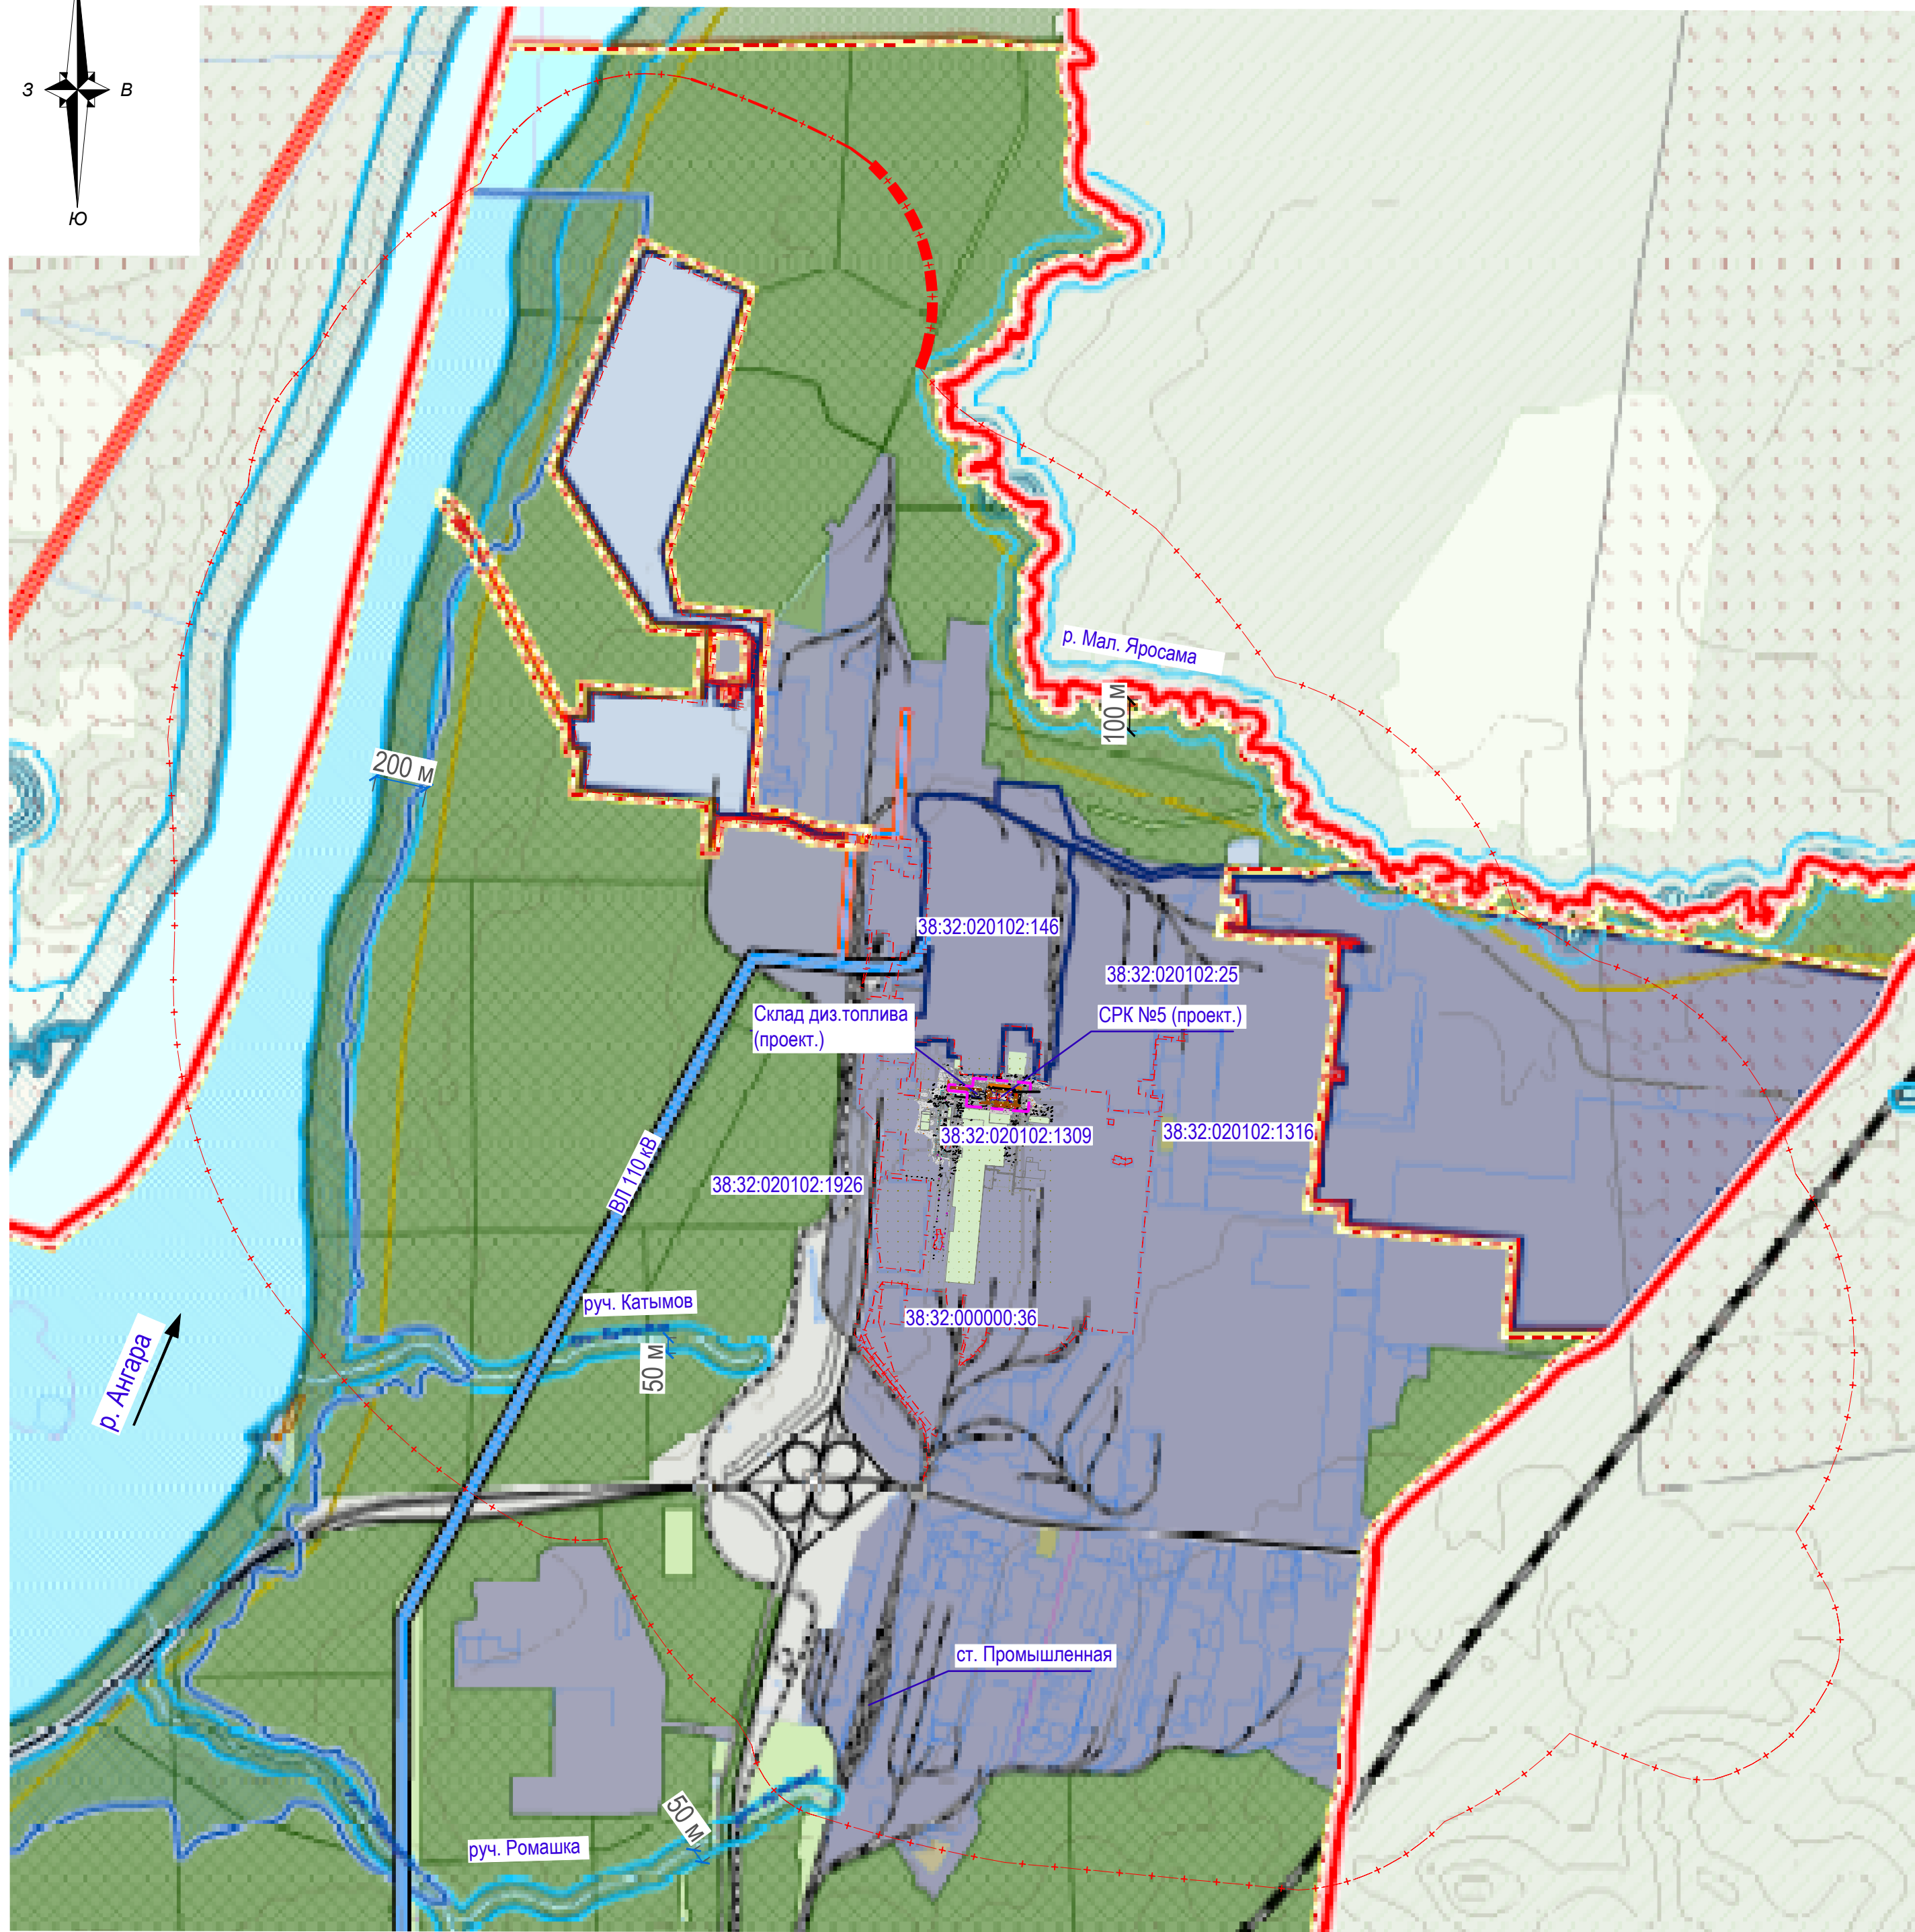 З
В
Ю
р. Мал. Яросама
100 м
200 м
38:32:020102:146
38:32:020102:25
Склад диз.топлива
(проект.)
СРК №5 (проект.)
38:32:020102:1309
38:32:020102:1316
ВЛ 110 кВ
38:32:020102:1926
руч. Катымов
38:32:000000:36
50 м
р. Ангара
ст. Промышленная
50 м
руч. Ромашка